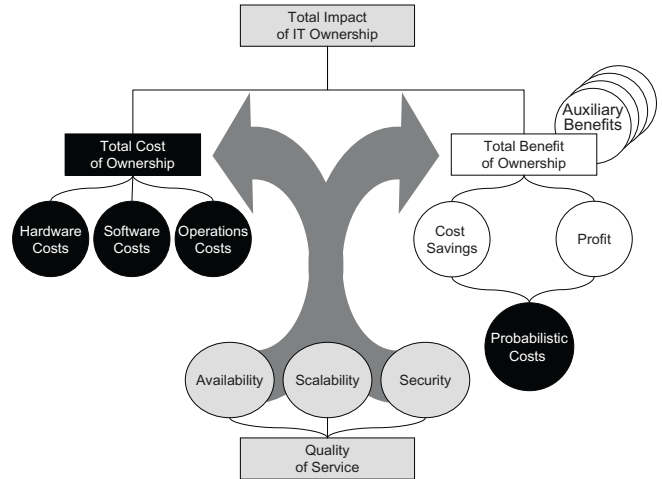 Total Impact
of IT Ownership
Auxiliary
Benefits
Total Cost
of Ownership
Total Benefit
of Ownership
Hardware
Costs
Software
Costs
Operations
Costs
Cost
Savings
Profit
Probabilistic
Costs
Availability
Scalability
Security
Quality
of Service